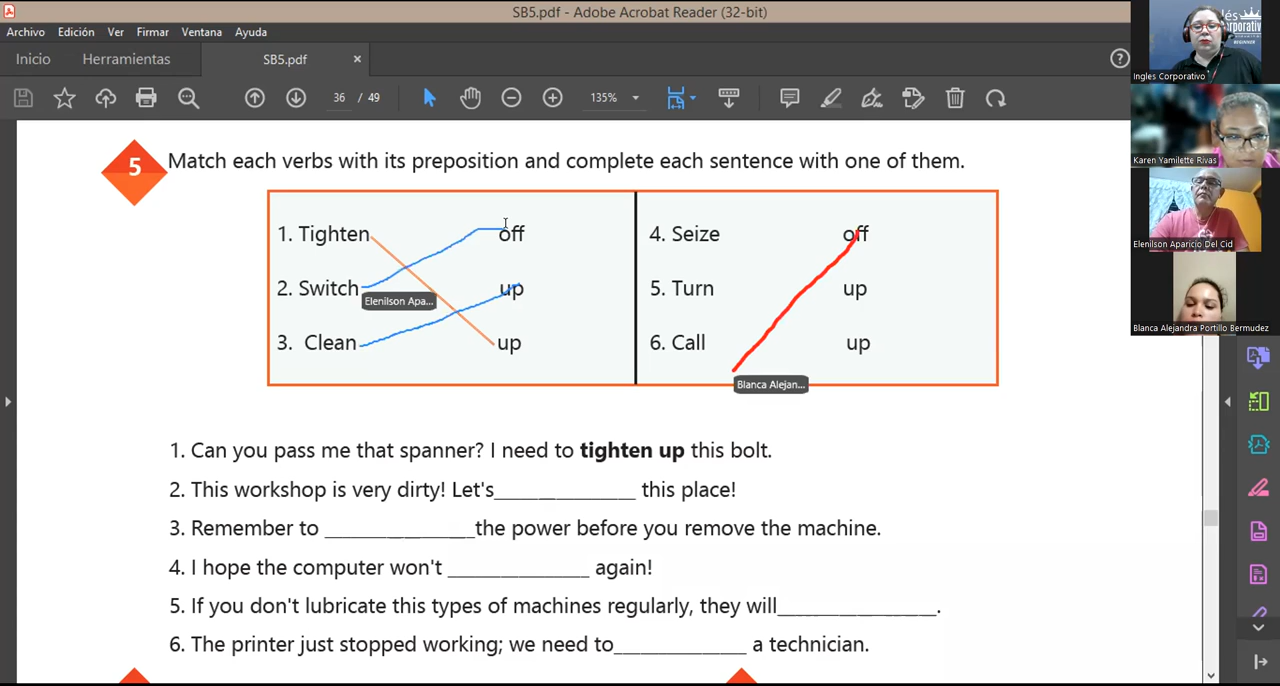 SB5.pdf - Adobe Acrobat Reader (32-bit)
Archivo Edición Ver Firmar Ventana Ayuda
Inicio Herramientas SB5.pdf ×
36 / 49 135%
5 Match each verbs with its preposition and complete each sentence with one of them.
1. Tighten off 4. Seize off
2. Switch up 5. Turn up
Elenilson Apa...
3. Clean up 6. Call up
Blanca Alejan...
1. Can you pass me that spanner? I need to tighten up this bolt.
2. This workshop is very dirty! Let's_____________ this place!
3. Remember to ______________the power before you remove the machine.
4. I hope the computer won't _____________ again!
5. If you don't lubricate this types of machines regularly, they will_______________.
6. The printer just stopped working; we need to_____________ a technician.
Ingles Corporativo
Karen Yamilette Rivas
Elenilson Aparicio Del Cid
Blanca Alejandra Portillo Bermudez